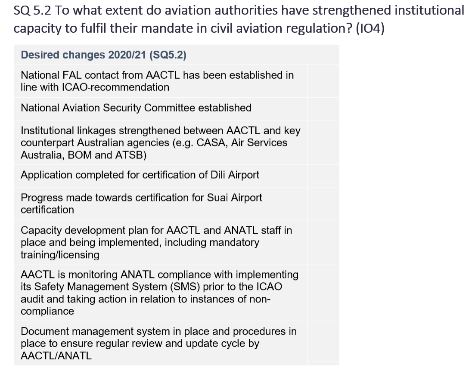 SQ 5.2 To what extent do aviation authorities have strengthened institutional
capacity to fulfil their mandate in civil aviation regulation? (IO4)
Desired changes 2020/21 (SQ5.2)
National FAL contact from AACTL has been established in
line with ICAO-recommendation
National Aviation Security Committee established
Institutional linkages strengthened between AACTL and key
counterpart Australian agencies (e.g. CASA, Air Services
Australia, BOM and ATSB)
Application completed for certification of Dili Airport
Progress made towards certification for Suai Airport
certification
Capacity development plan for AACTL and ANATL staff in
place and being implemented, including mandatory
training/licensing
AACTL is monitoring ANATL compliance with implementing
its Safety Management System (SMS) prior to the ICAO
audit and taking action in relation to instances of non-
compliance
Document management system in place and procedures in
place to ensure regular review and update cycle by
AACTL/ANATL